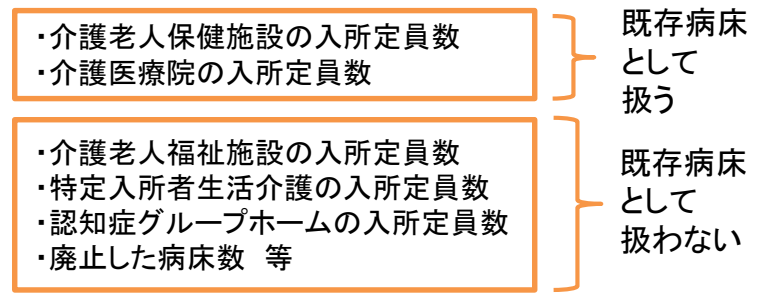 ・介護老人保健施設の入所定員数
・介護医療院の入所定員数
既存病床
として
扱う
・介護老人福祉施設の入所定員数
・特定入所者生活介護の入所定員数
・認知症グループホームの入所定員数
・廃止した病床数　等
既存病床
として
扱わない